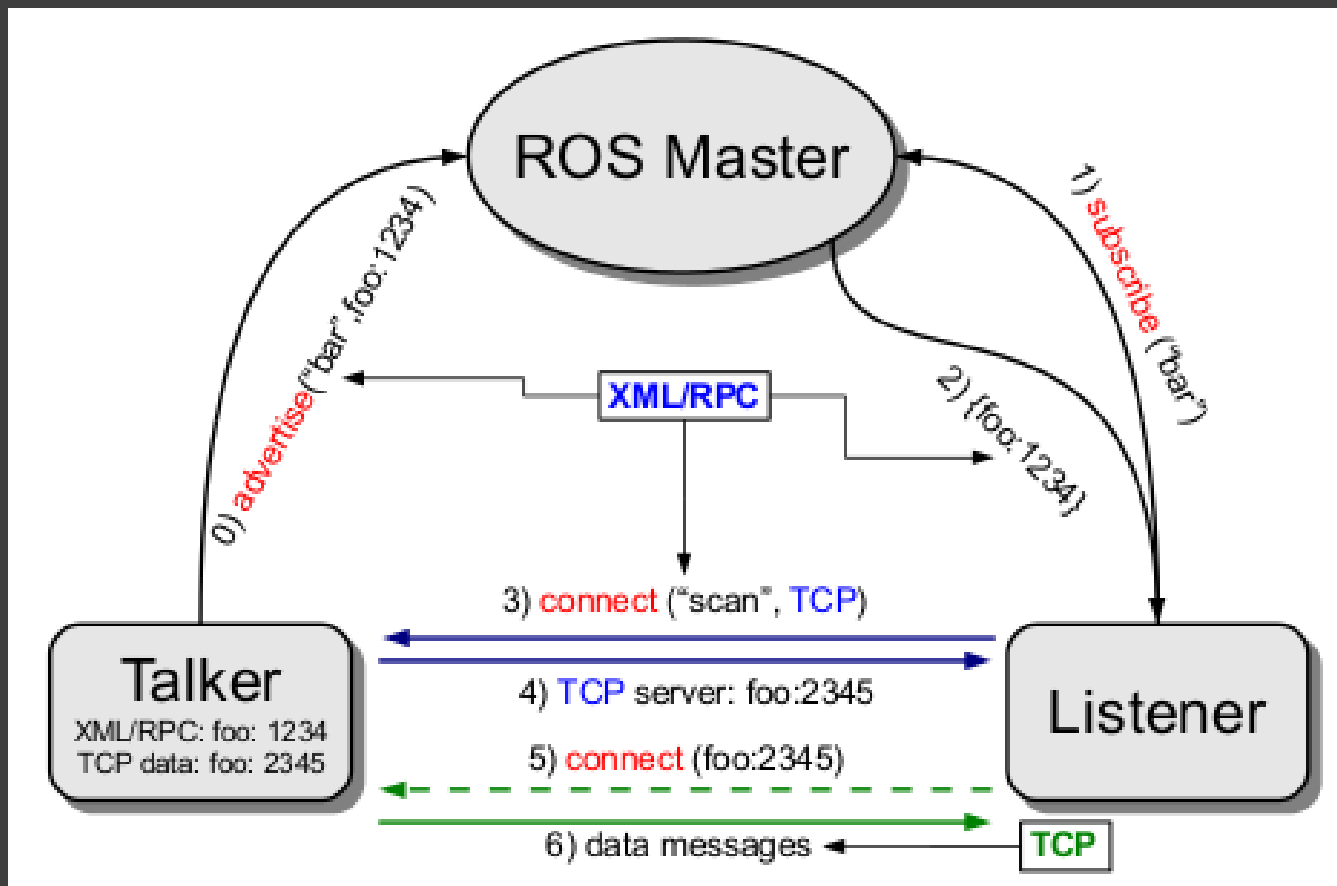 ROS Master
0) advertise("bar",foo:1234)
1) subscribe ("bar")
XML/RPC
2) {foo:1234}
3) connect ("scan", TCP)
Talker
XML/RPC: foo: 1234
TCP data: foo: 2345
4) TCP server: foo:2345
Listener
5) connect (foo:2345)
6) data messages
TCP